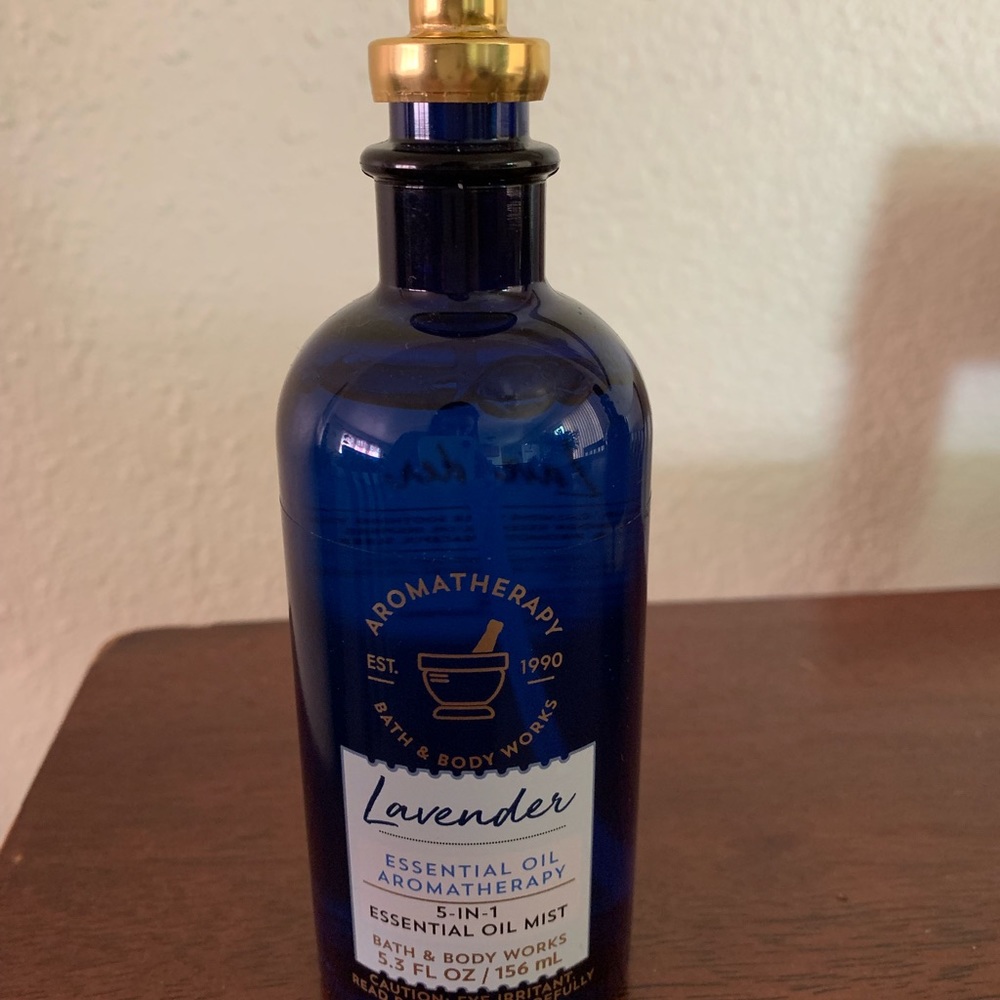 AROMATHERAPY
EST. 1990
BATH & BODY WORKS
Lavender
ESSENTIAL OIL
AROMATHERAPY
5-IN-1
ESSENTIAL OIL MIST
BATH & BODY WORKS
5.3 FL OZ / 156 mL
CAUTION: EYE IRRITANT.
READ